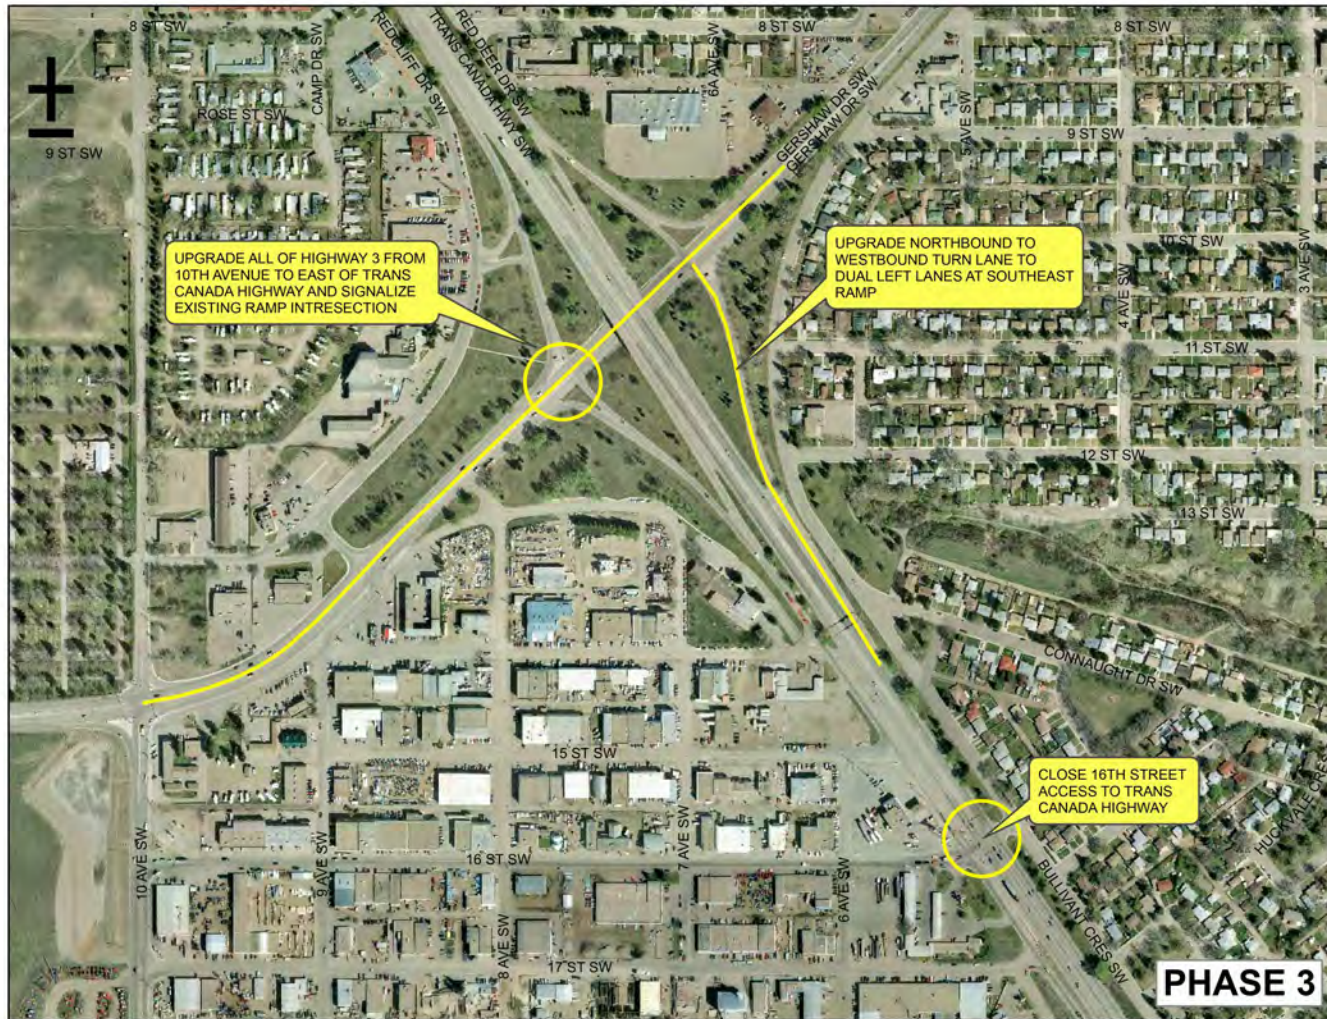 8 ST SW
8 ST SW
8 ST SW
CAMP DR SW
REDCLIFF DR SW
TRANS CANADA HWY SW
RED DEER DR SW
6A AVE SW
GERSHAW DR SW
GERSHAW DR SW
5 AVE SW
ROSE ST SW
9 ST SW
9 ST SW
10 ST SW
4 AVE SW
3 AVE SW
11 ST SW
UPGRADE ALL OF HIGHWAY 3 FROM
10TH AVENUE TO EAST OF TRANS
CANADA HIGHWAY AND SIGNALIZE
EXISTING RAMP INTRESECTION
UPGRADE NORTHBOUND TO
WESTBOUND TURN LANE TO
DUAL LEFT LANES AT SOUTHEAST
RAMP
12 ST SW
13 ST SW
CONNAUGHT DR SW
15 ST SW
CLOSE 16TH STREET
ACCESS TO TRANS
CANADA HIGHWAY
HUCKVALE CRES
10 AVE SW
9 AVE SW
16 ST SW
7 AVE SW
6 AVE SW
8 AVE SW
BULLIVANT CRES SW
17 ST SW
PHASE 3